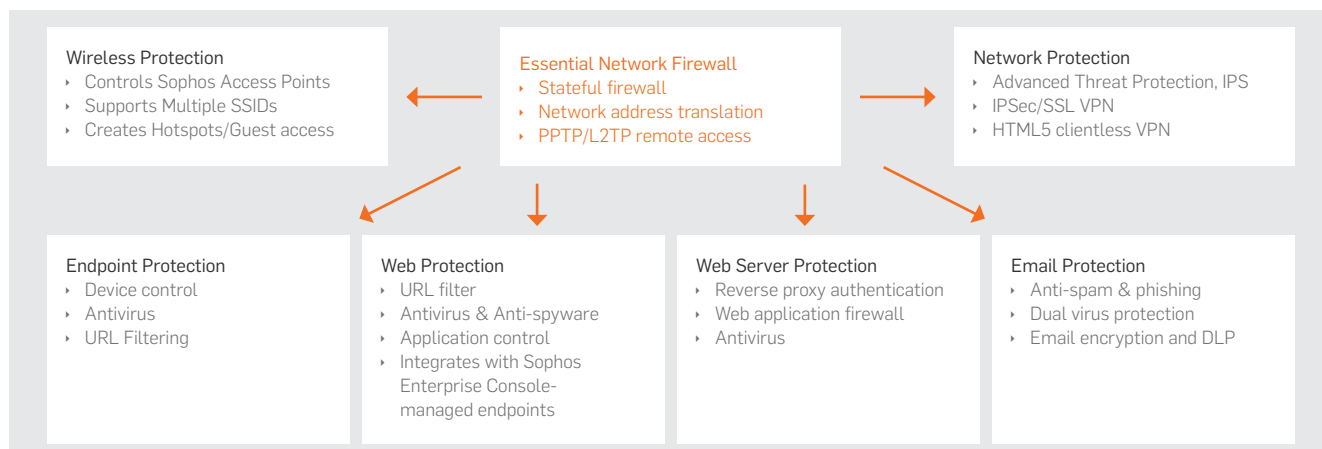 Wireless Protection
‣ Controls Sophos Access Points
‣ Supports Multiple SSIDs
‣ Creates Hotspots/Guest access
Essential Network Firewall
‣ Stateful firewall
‣ Network address translation
‣ PPTP/L2TP remote access
Network Protection
‣ Advanced Threat Protection, IPS
‣ IPSec/SSL VPN
‣ HTML5 clientless VPN
Endpoint Protection
‣ Device control
‣ Antivirus
‣ URL Filtering
Web Protection
‣ URL filter
‣ Antivirus & Anti-spyware
‣ Application control
‣ Integrates with Sophos
Enterprise Console-
managed endpoints
Web Server Protection
‣ Reverse proxy authentication
‣ Web application firewall
‣ Antivirus
Email Protection
‣ Anti-spam & phishing
‣ Dual virus protection
‣ Email encryption and DLP